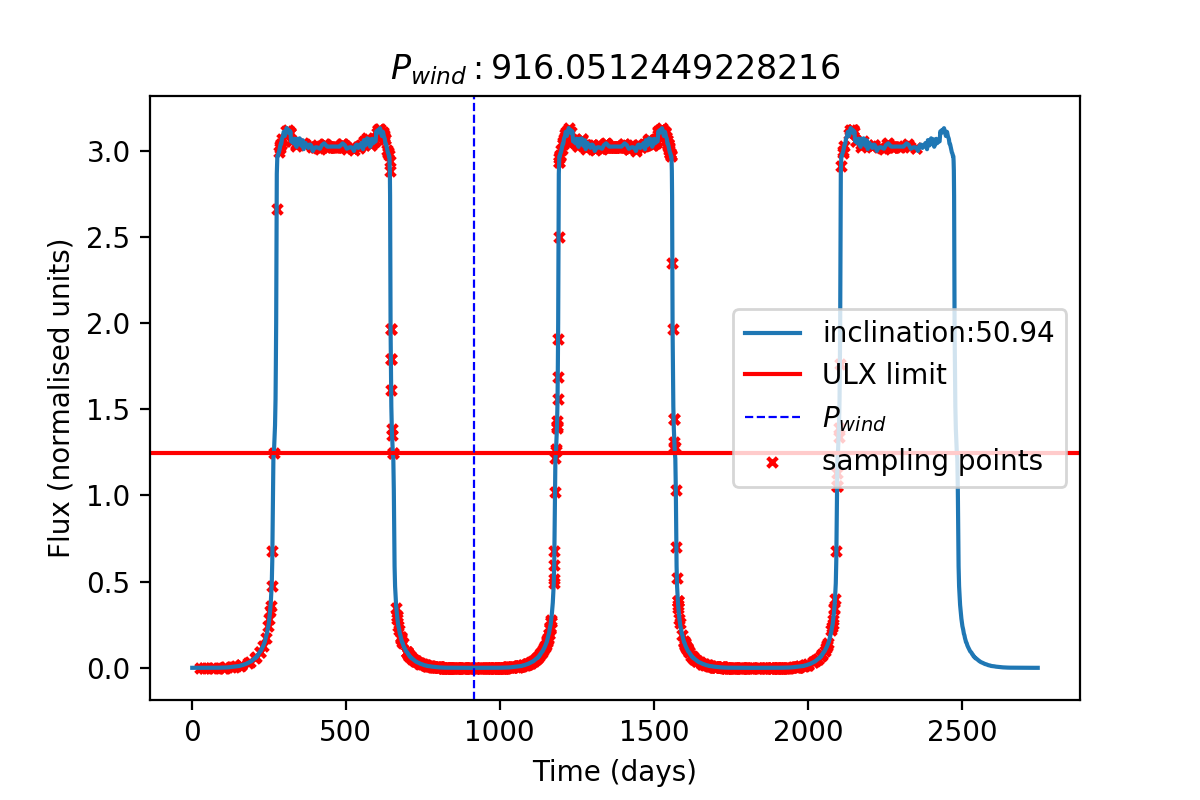 P_wind : 916.0512449228216
3.0
2.5
2.0
1.5
1.0
0.5
0.0
Flux (normalised units)
inclination:50.94
ULX limit
P_wind
sampling points
0 500 1000 1500 2000 2500
Time (days)